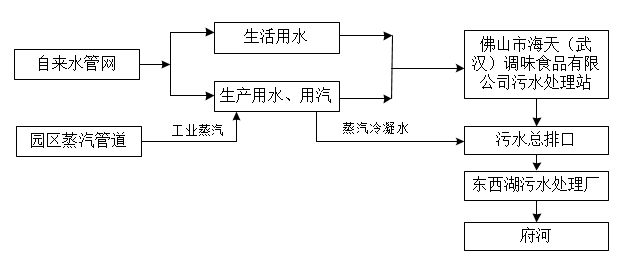 生活用水
自来水管网
生产用水、用汽
佛山市海天（武
汉）调味食品有限
公司污水处理站
园区蒸汽管道
工业蒸汽
蒸汽冷凝水
污水总排口
东西湖污水处理厂
府河